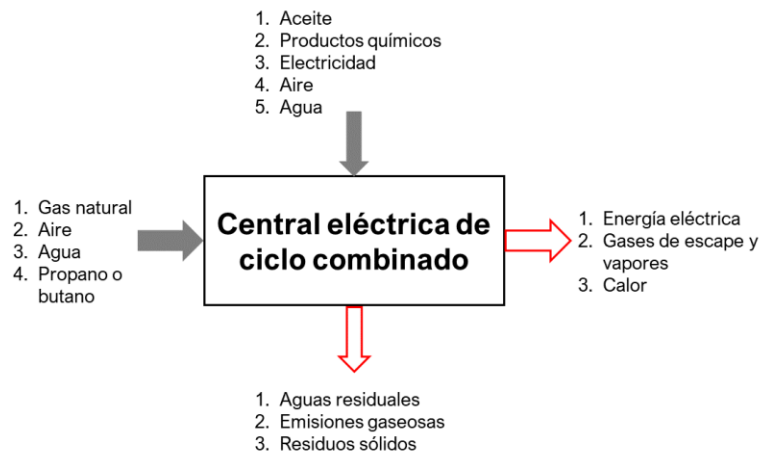 1. Aceite
2. Productos químicos
3. Electricidad
4. Aire
5. Agua
1. Gas natural
2. Aire
3. Agua
4. Propano o
butano
Central eléctrica de
ciclo combinado
1. Energía eléctrica
2. Gases de escape y
vapores
3. Calor
1. Aguas residuales
2. Emisiones gaseosas
3. Residuos sólidos